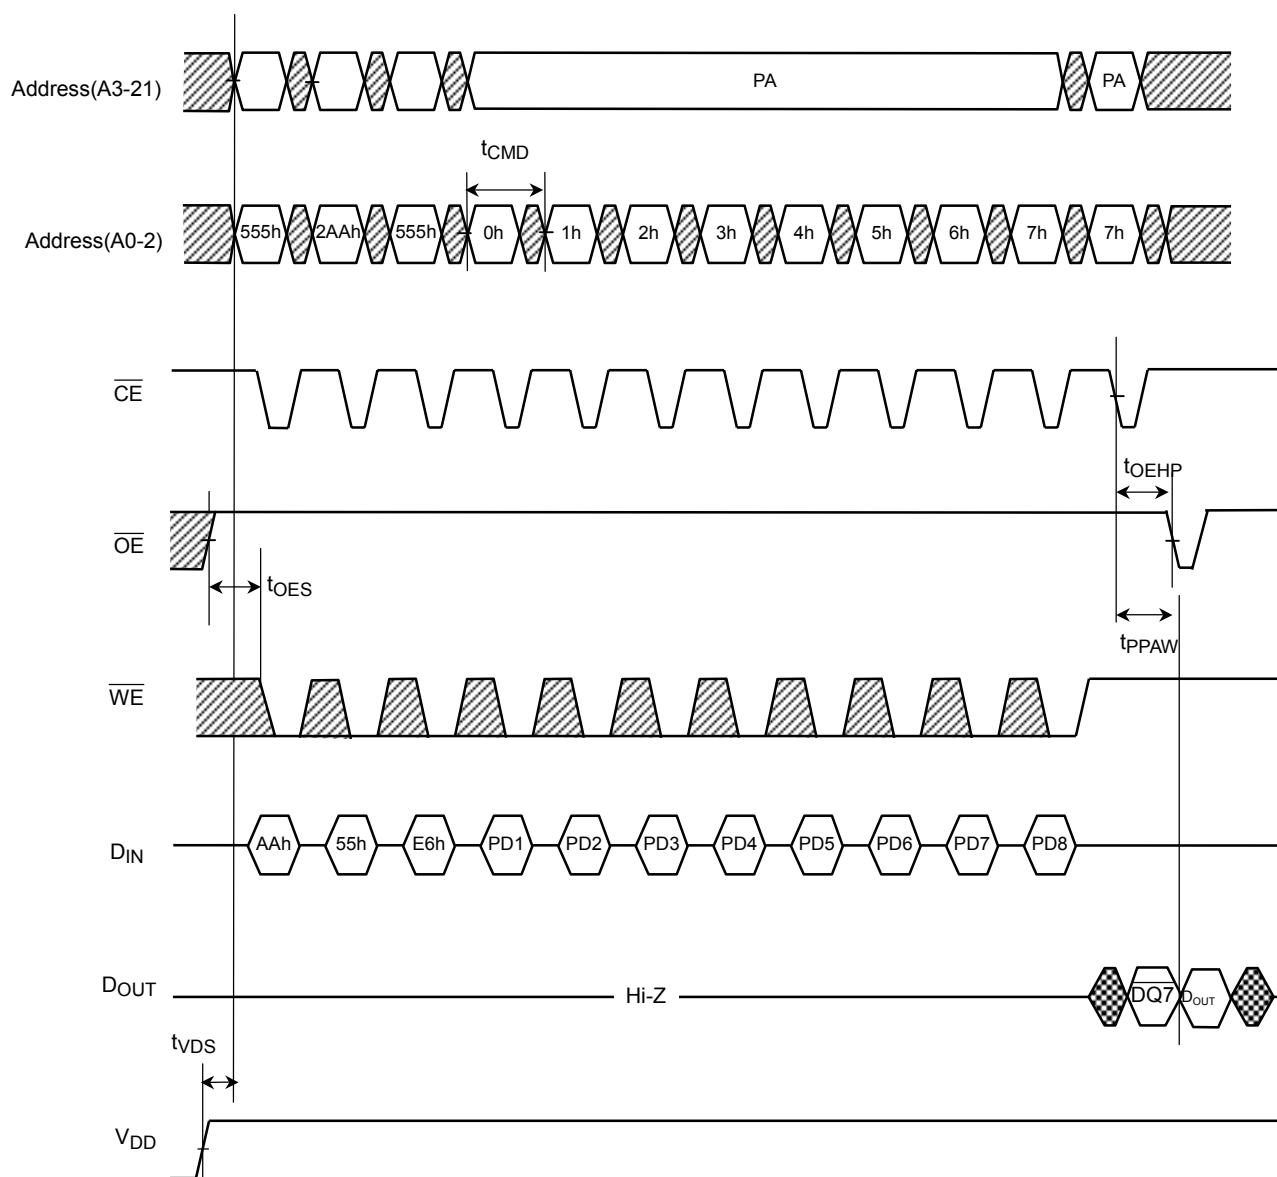 Address(A3-21) PA PA
tCMD
Address(A0-2) 555h 2AAh 555h 0h 1h 2h 3h 4h 5h 6h 7h 7h
CE
tOEHP
OE
tOES
tPPAW
WE
DIN AAh 55h E6h PD1 PD2 PD3 PD4 PD5 PD6 PD7 PD8
DOUT Hi-Z DQ7 DOUT
tVDS
VDD